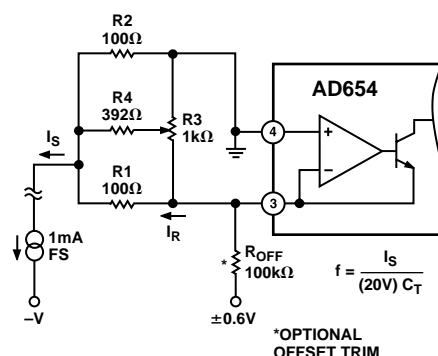 R2
100Ω
R4
392Ω
R3
1kΩ
AD654
4
+
IS
R1
100Ω
3
–
IR
1mA
FS
*
ROFF
100kΩ
f = IS / (20V) CT
–V
±0.6V
*OPTIONAL
OFFSET TRIM